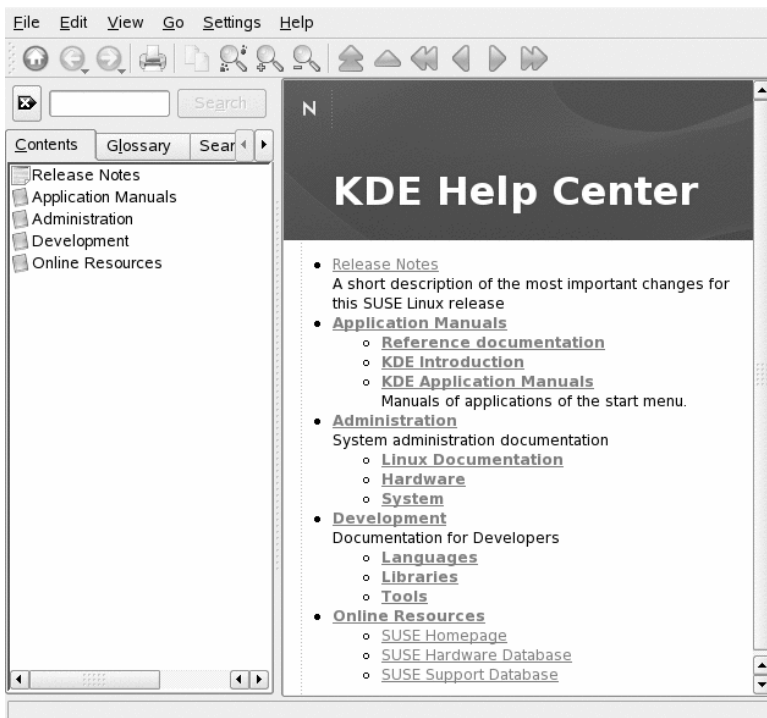 File Edit View Go Settings Help
Search
Contents Glossary Sear
Release Notes
Application Manuals
Administration
Development
Online Resources
N
KDE Help Center
Release Notes
A short description of the most important changes for
this SUSE Linux release
Application Manuals
Reference documentation
KDE Introduction
KDE Application Manuals
Manuals of applications of the start menu.
Administration
System administration documentation
Linux Documentation
Hardware
System
Development
Documentation for Developers
Languages
Libraries
Tools
Online Resources
SUSE Homepage
SUSE Hardware Database
SUSE Support Database